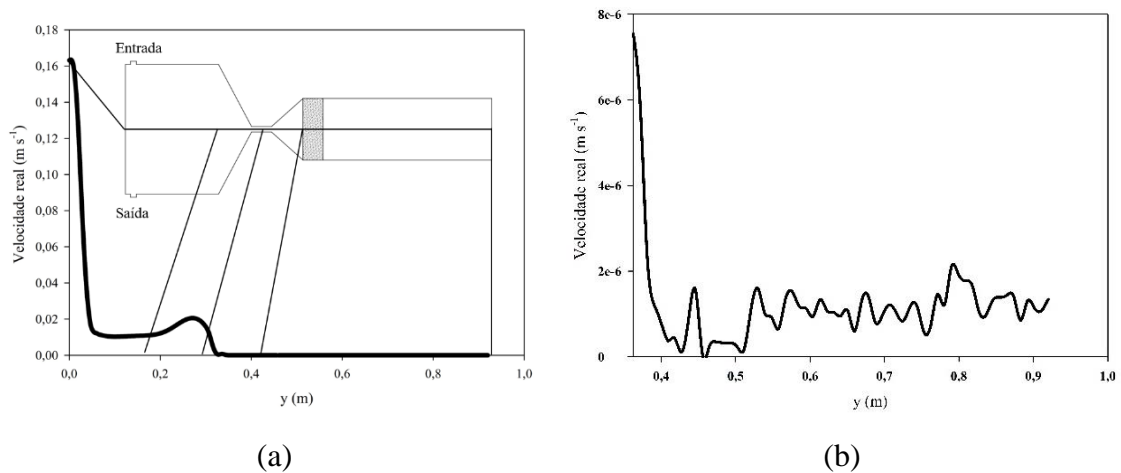 0,18
0,16
0,14
0,12
0,10
0,08
0,06
0,04
0,02
0,00
Velocidade real (m s⁻¹)
Entrada
Saída
0,0 0,2 0,4 0,6 0,8 1,0
y (m)
(a)
8e-6
6e-6
4e-6
2e-6
0
Velocidade real (m s⁻¹)
0,4 0,5 0,6 0,7 0,8 0,9 1,0
y (m)
(b)